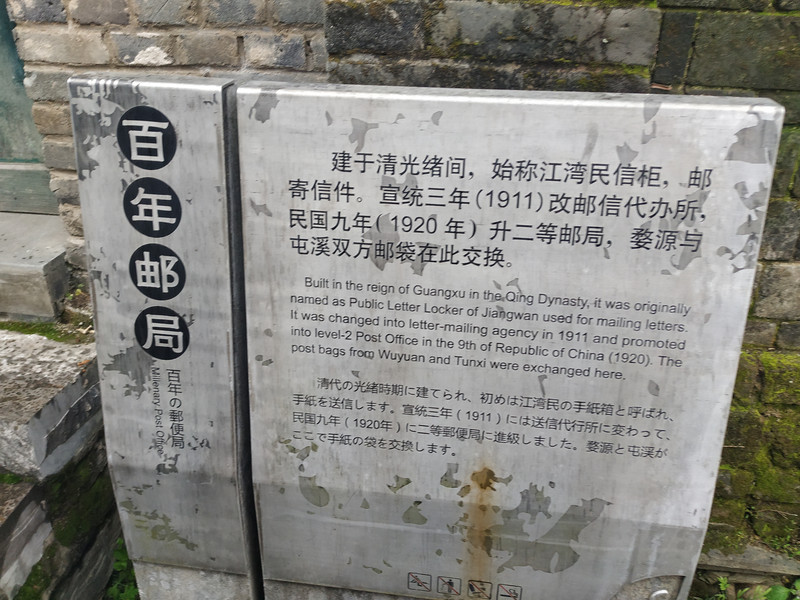 百年邮局
百年の郵便局
Millenary Post Office
建于清光绪间，始称江湾民信柜，邮
寄信件。宣统三年(1911)改邮信代办所，
民国九年(1920年)升二等邮局，婺源与
屯溪双方邮袋在此交换。
Built in the reign of Guangxu in the Qing Dynasty, it was originally
named as Public Letter Locker of Jiangwan used for mailing letters.
It was changed into letter-mailing agency in 1911 and promoted
into level-2 Post Office in the 9th of Republic of China (1920). The
post bags from Wuyuan and Tunxi were exchanged here.
清代の光緒時期に建てられ、初めは江湾民の手紙箱と呼ばれ、
手紙を送信します。宣统三年(1911)には送信代行所に変わって、
民国九年(1920年)に二等郵便局に進級しました。婺源と屯溪が
ここで手紙の袋を交換します。